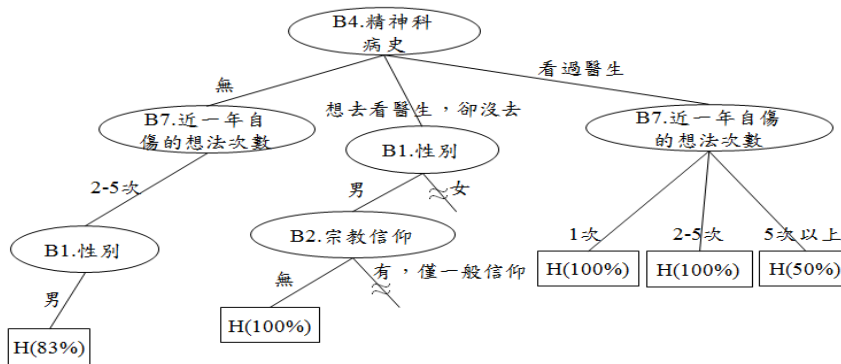 B4.精神科
病史
無
想去看醫生，卻沒去
看過醫生
B7.近一年自
傷的想法次數
B1.性別
B7.近一年自傷
的想法次數
2-5次
男
女
B1.性別
B2.宗教信仰
1次
2-5次
5次以上
男
無
有，僅一般信仰
H(83%)
H(100%)
H(100%)
H(100%)
H(50%)